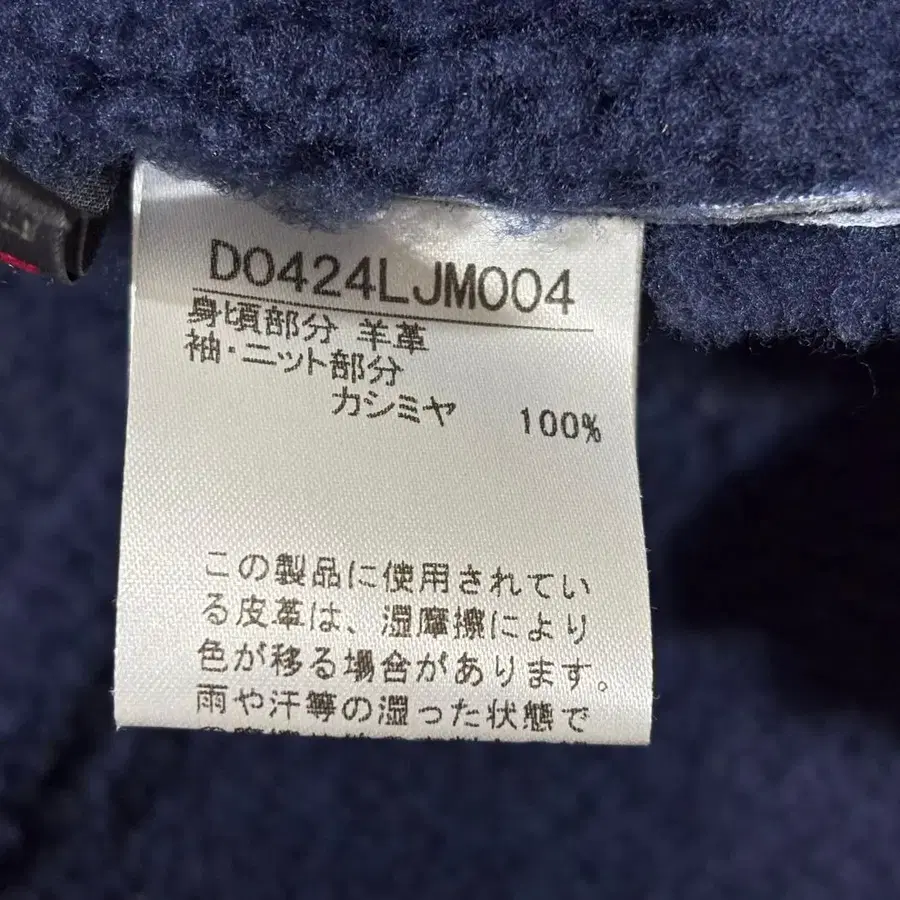 D0424LJM004
身頃部分 羊革
袖・ニット部分
カシミヤ 100%
この製品に使用されてい
る皮革は、湿摩擦により
色が移る場合があります。
雨や汗等の湿った状態で